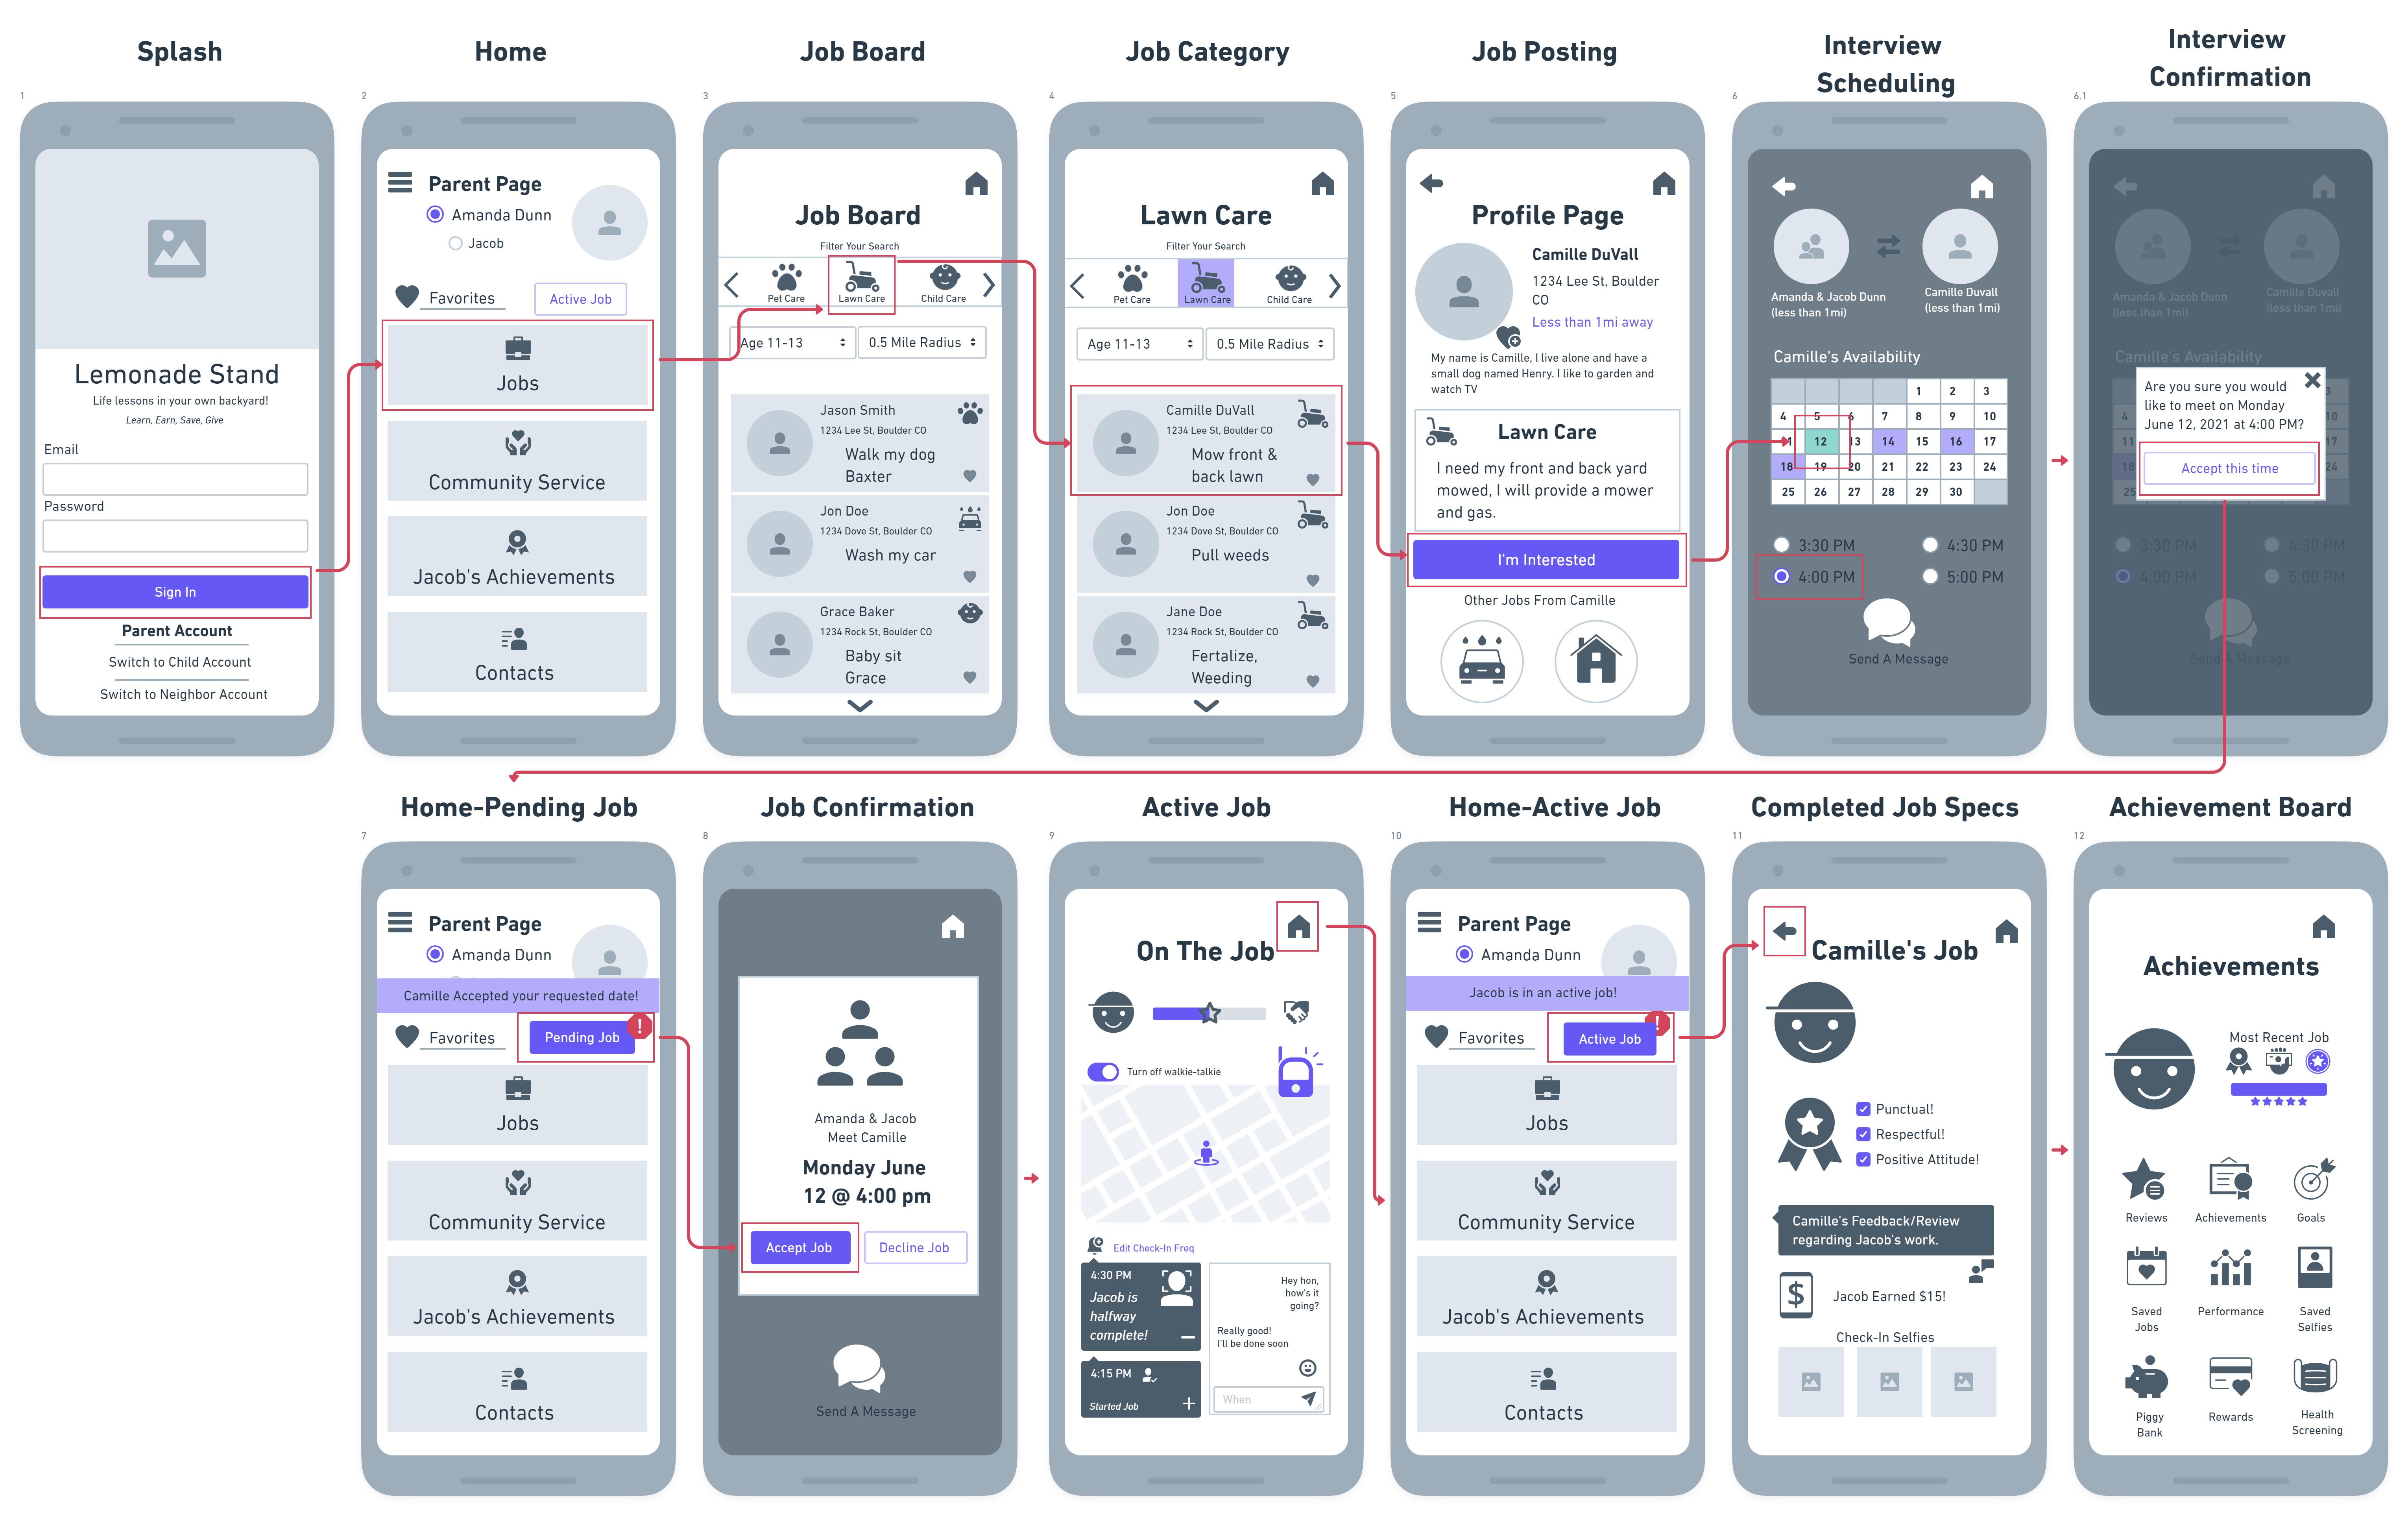 Splash
Home
Job Board
Job Category
Job Posting
Interview
Scheduling
Interview
Confirmation
1
Lemonade Stand
Life lessons in your own backyard!
Learn, Earn, Save, Give
Email
Password
Sign In
Parent Account
Switch to Child Account
Switch to Neighbor Account
2
Parent Page
Amanda Dunn
Jacob
Favorites
Active Job
Jobs
Community Service
Jacob's Achievements
Contacts
3
Job Board
Filter Your Search
Pet Care
Lawn Care
Child Care
Age 11-13
0.5 Mile Radius
Jason Smith
1234 Lee St, Boulder CO
Walk my dog
Baxter
Jon Doe
1234 Dove St, Boulder CO
Wash my car
Grace Baker
1234 Rock St, Boulder CO
Baby sit
Grace
4
Lawn Care
Filter Your Search
Pet Care
Lawn Care
Child Care
Age 11-13
0.5 Mile Radius
Camille DuVall
1234 Lee St, Boulder CO
Mow front &
back lawn
Jon Doe
1234 Dove St, Boulder CO
Pull weeds
Jane Doe
1234 Rock St, Boulder CO
Fertalize,
Weeding
5
Profile Page
Camille DuVall
1234 Lee St, Boulder
CO
Less than 1mi away
My name is Camille, I live alone and have a
small dog named Henry. I like to garden and
watch TV
Lawn Care
I need my front and back yard
mowed, I will provide a mower
and gas.
I'm Interested
Other Jobs From Camille
6
Amanda & Jacob Dunn
(less than 1mi)
Camille Duvall
(less than 1mi)
Camille's Availability
1 2 3
4 5 6 7 8 9 10
11 12 13 14 15 16 17
18 19 20 21 22 23 24
25 26 27 28 29 30
3:30 PM
4:30 PM
4:00 PM
5:00 PM
Send A Message
6.1
Amanda & Jacob Dunn
(less than 1mi)
Camille Duvall
(less than 1mi)
Camille's Availability
3
4
10
11
17
18
24
25
Are you sure you would
like to meet on Monday
June 12, 2021 at 4:00 PM?
Accept this time
3:30 PM
4:30 PM
4:00 PM
5:00 PM
Send A Message
Home-Pending Job
Job Confirmation
Active Job
Home-Active Job
Completed Job Specs
Achievement Board
7
Parent Page
Amanda Dunn
Camille Accepted your requested date!
Favorites
Pending Job
!
Jobs
Community Service
Jacob's Achievements
Contacts
8
Amanda & Jacob
Meet Camille
Monday June
12 @ 4:00 pm
Accept Job
Decline Job
Send A Message
9
On The Job
Turn off walkie-talkie
Edit Check-In Freq
4:30 PM
Jacob is
halfway
complete!
4:15 PM
Started Job
Hey hon,
how's it
going?
Really good!
I'll be done soon
When
10
Parent Page
Amanda Dunn
Jacob is in an active job!
Favorites
Active Job
!
Jobs
Community Service
Jacob's Achievements
Contacts
11
Camille's Job
Punctual!
Respectful!
Positive Attitude!
Camille's Feedback/Review
regarding Jacob's work.
$
Jacob Earned $15!
Check-In Selfies
12
Achievements
Most Recent Job
Reviews
Achievements
Goals
Saved
Jobs
Performance
Saved
Selfies
Piggy
Bank
Rewards
Health
Screening